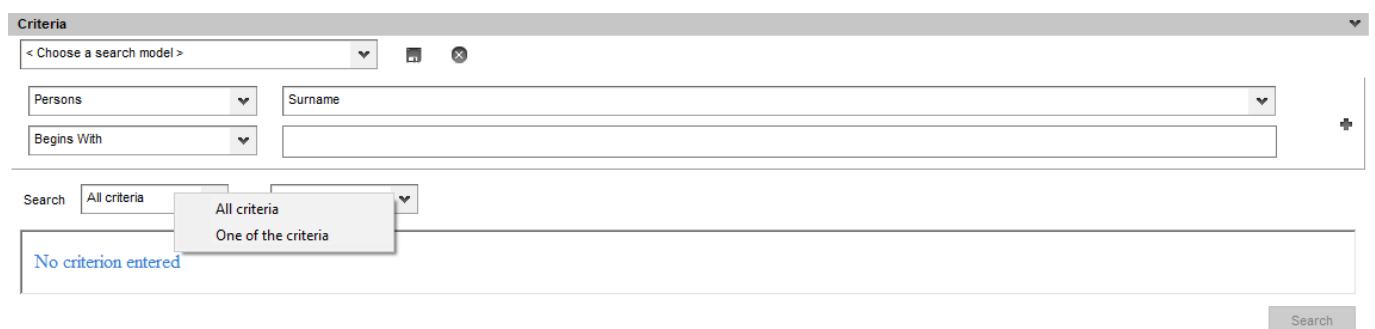 Criteria
< Choose a search model >
Persons
Surname
Begins With
Search
All criteria
All criteria
One of the criteria
No criterion entered
Search